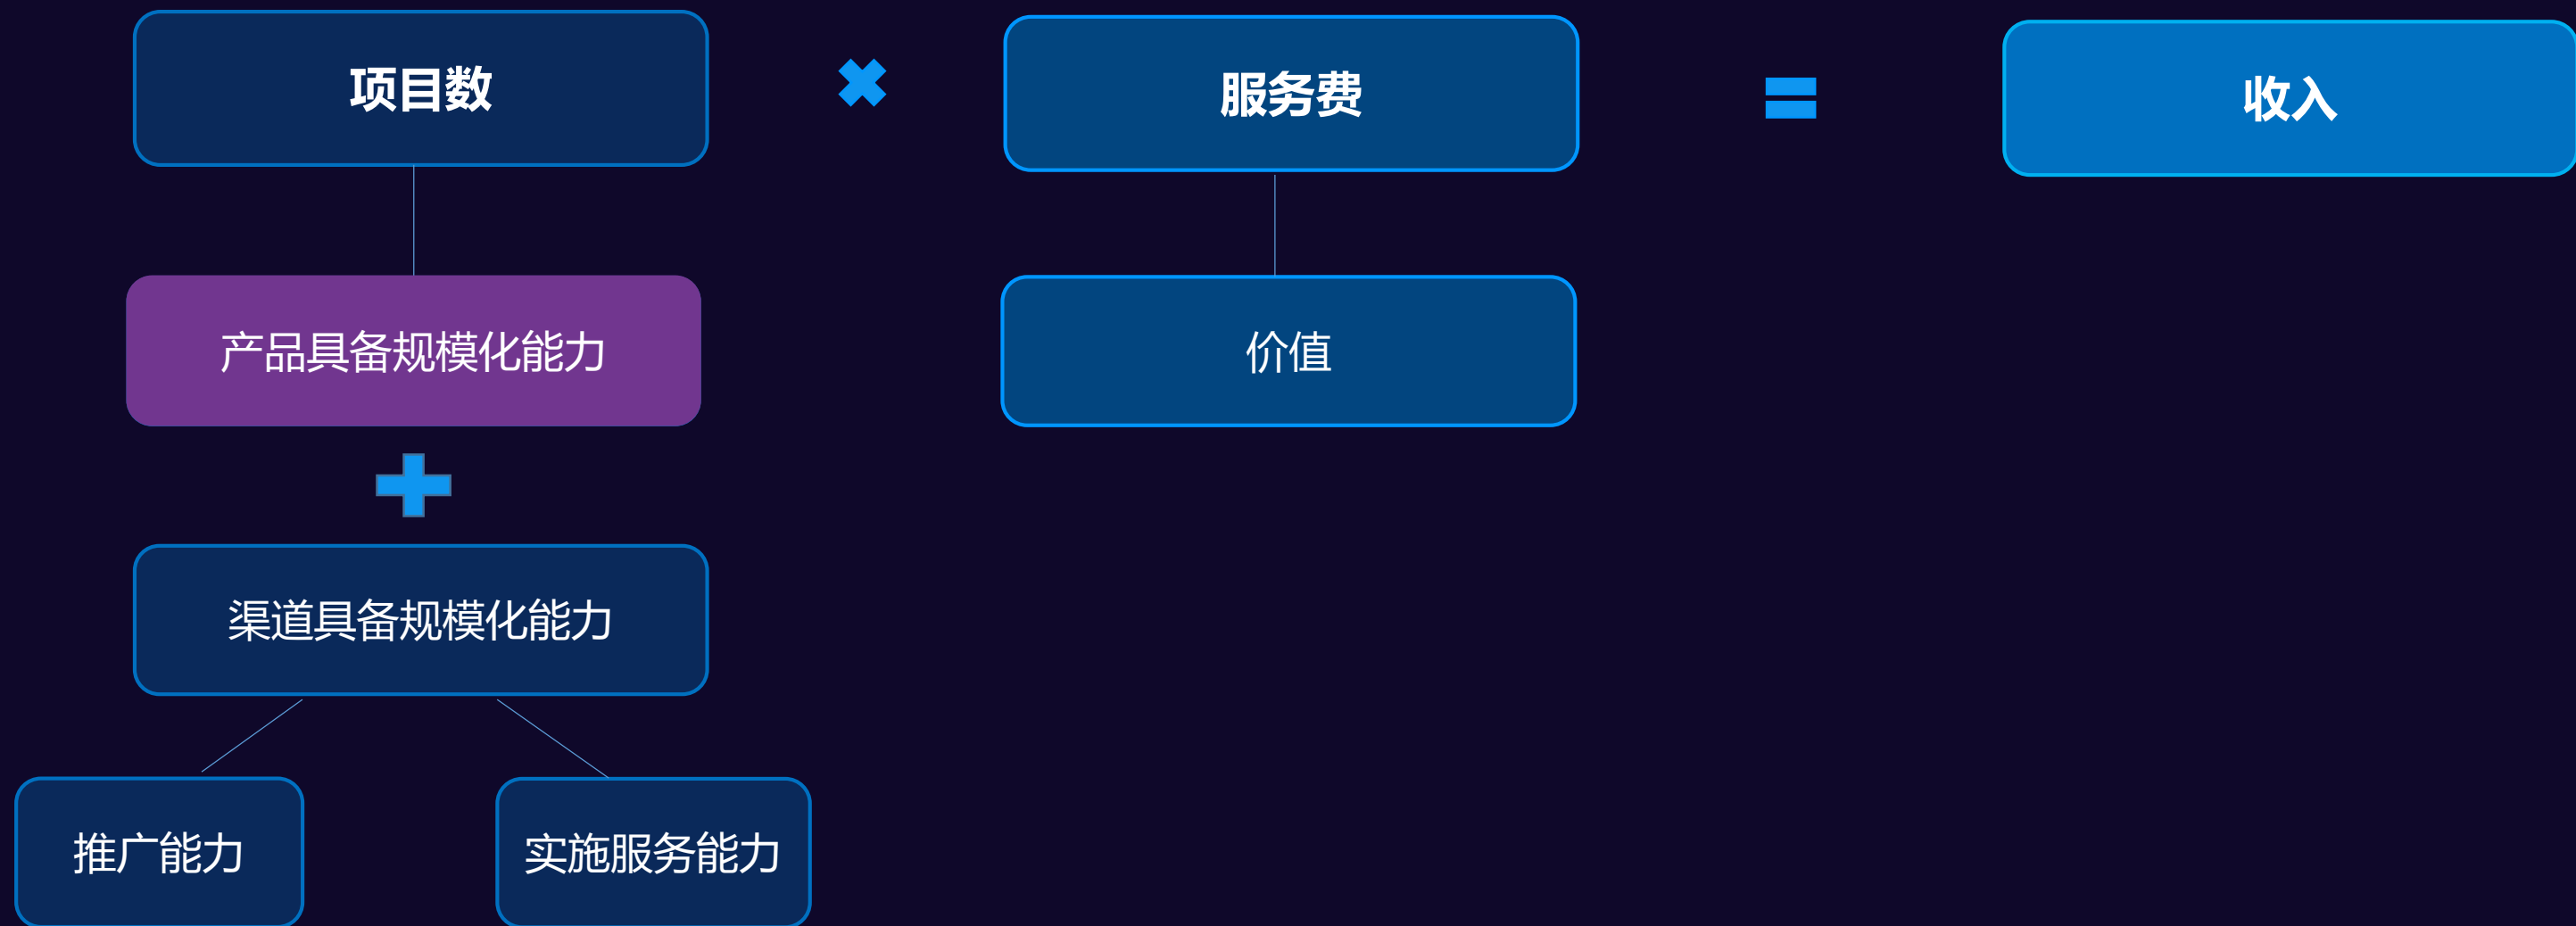 项目数
服务费
收入
产品具备规模化能力
价值
渠道具备规模化能力
推广能力
实施服务能力